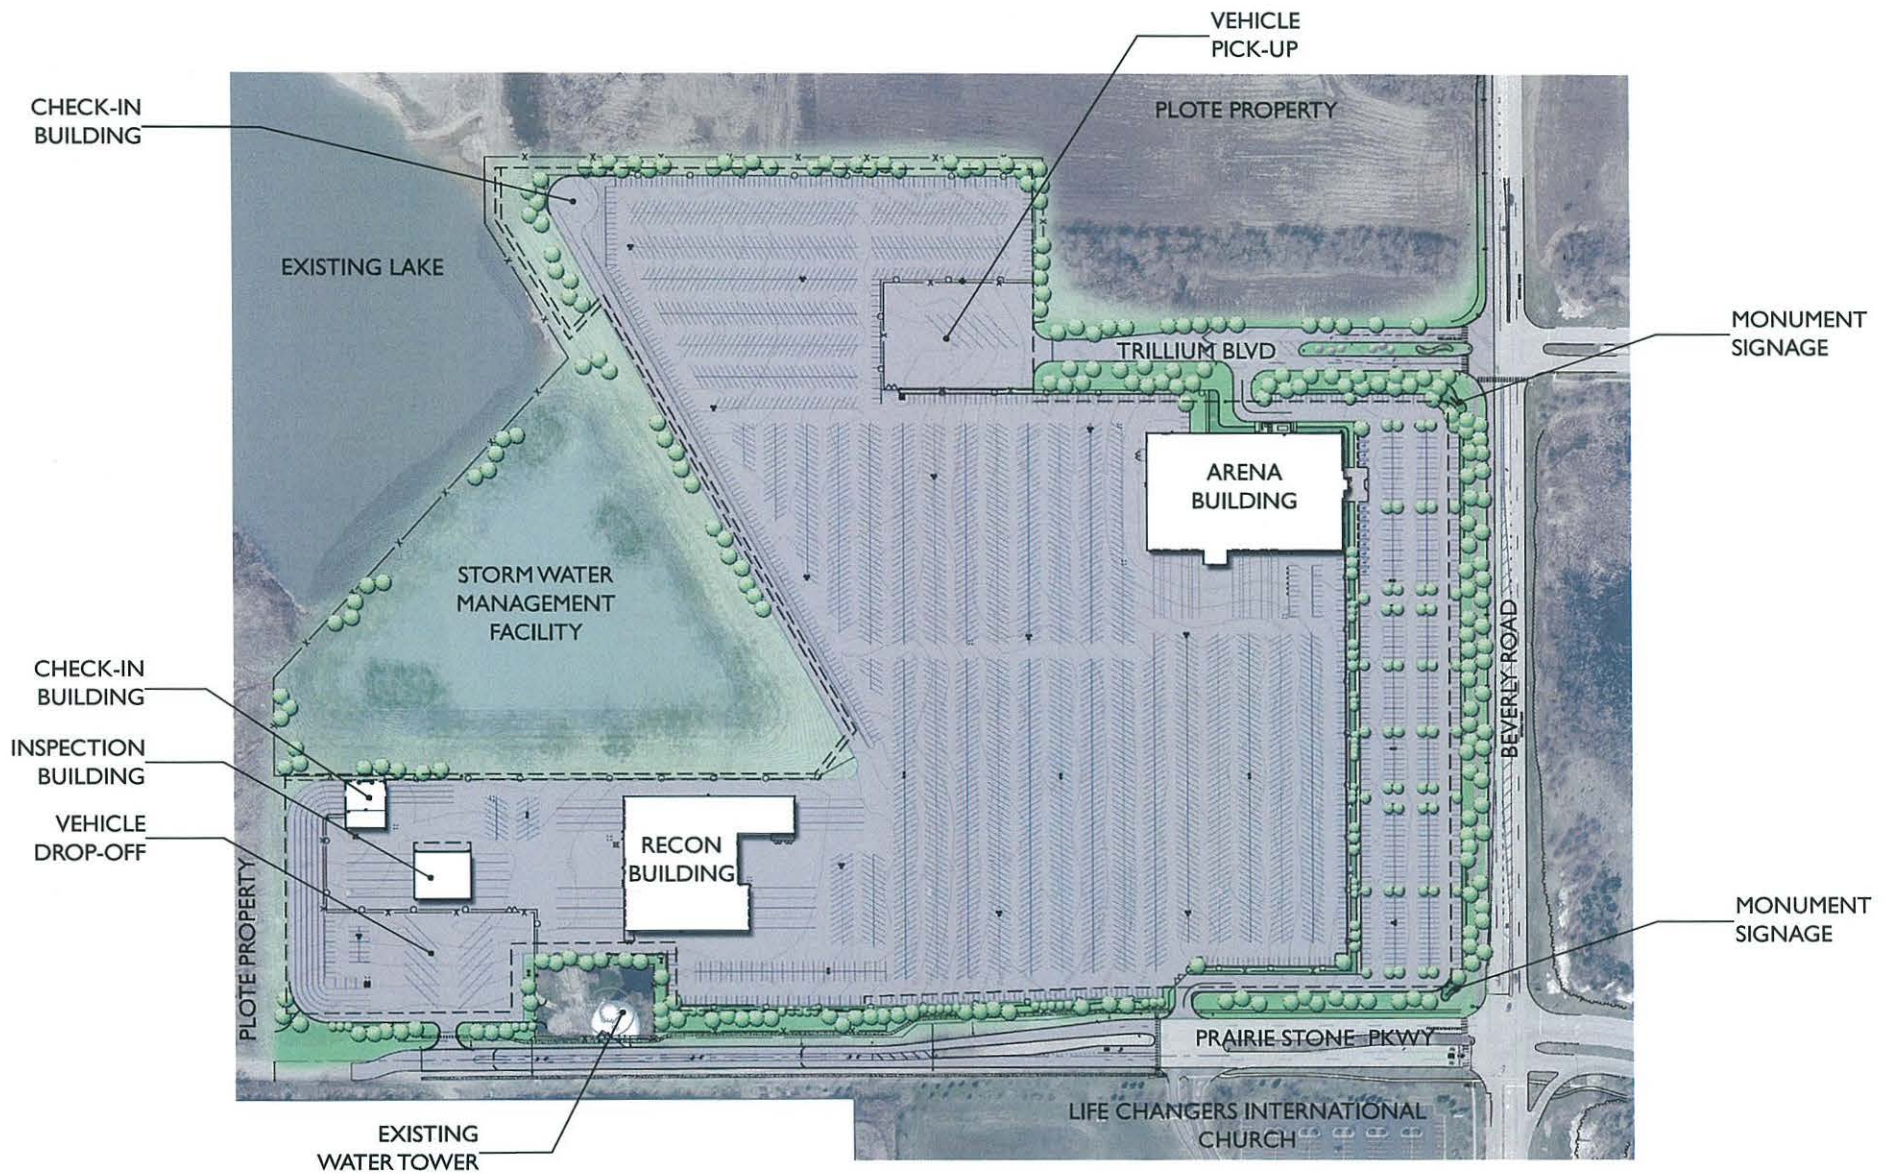 VEHICLE
PICK-UP
CHECK-IN
BUILDING
PLOTE PROPERTY
EXISTING LAKE
MONUMENT
SIGNAGE
TRILLIUM BLVD
ARENA
BUILDING
STORM WATER
MANAGEMENT
FACILITY
BEVERLY ROAD
CHECK-IN
BUILDING
INSPECTION
BUILDING
VEHICLE
DROP-OFF
RECON
BUILDING
PLOTE PROPERTY
MONUMENT
SIGNAGE
PRAIRIE STONE PKWY
LIFE CHANGERS INTERNATIONAL
CHURCH
EXISTING
WATER TOWER